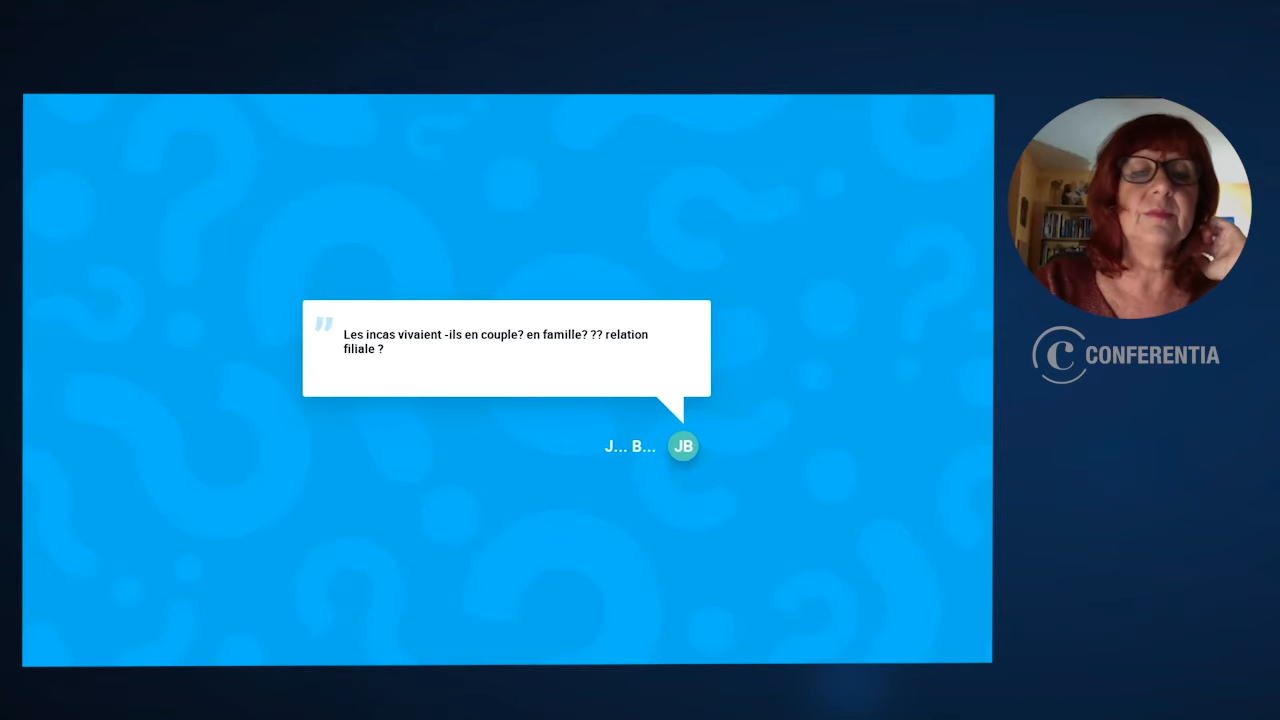 ” Les incas vivaient -ils en couple? en famille? ?? relation
filiale ?
J... B... JB
C CONFERENTIA